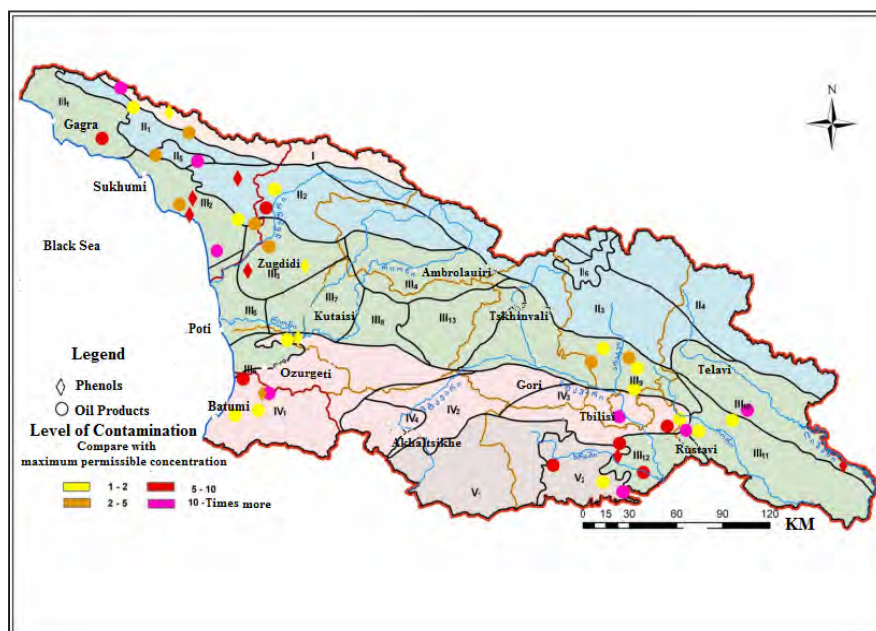 N
III₁
Gagra
II₁
II₅
I
Sukhumi
III₂
II₂
Black Sea
Zugdidi
III₃
Ambrolauiri
III₄
II₆
II₃
II₄
III₆
III₇
Kutaisi
III₈
III₁₃
Tskhinvali
Poti
Legend
Phenols
Oil Products
Level of Contamination
Compare with
maximum permissible concentration
1 - 2
5 - 10
2 - 5
10 -Times more
Ozurgeti
Batumi
IV₁
IV₂
IV₄
Gori
IV₃
III₉
Telavi
Tbilisi
Akhaltsikhe
Rustavi
III₁₁
III₁₂
V₂
0 15 30 60 90 120
KM